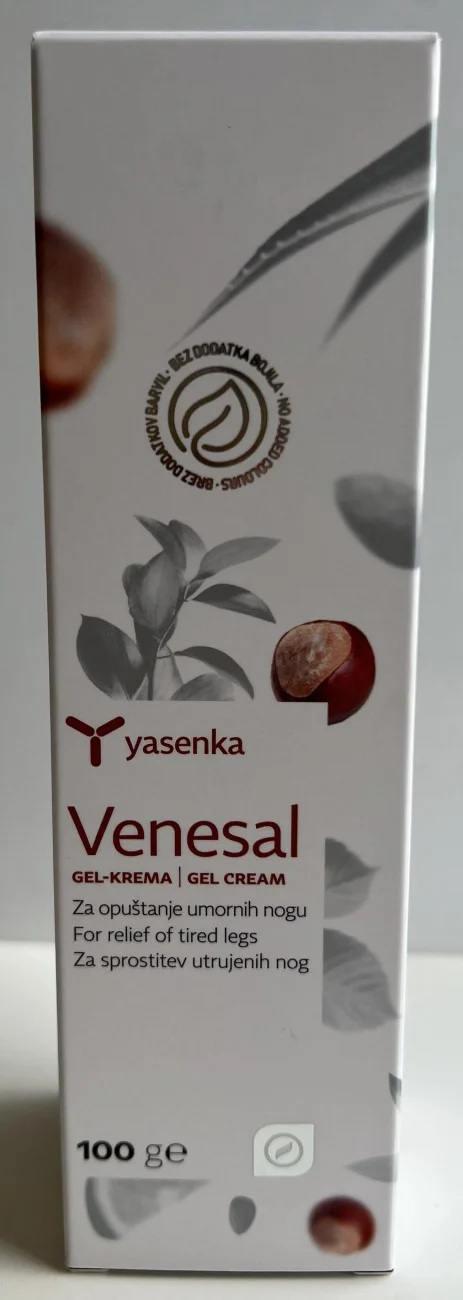 BEZ DODATKA BOJILA · NO ADDED COLOURS · BREZ DODATKOV BARVIL ·
yasenka
Venesal
GEL-KREMA | GEL CREAM
Za opuštanje umornih nogu
For relief of tired legs
Za sprostitev utrujenih nog
100 g℮